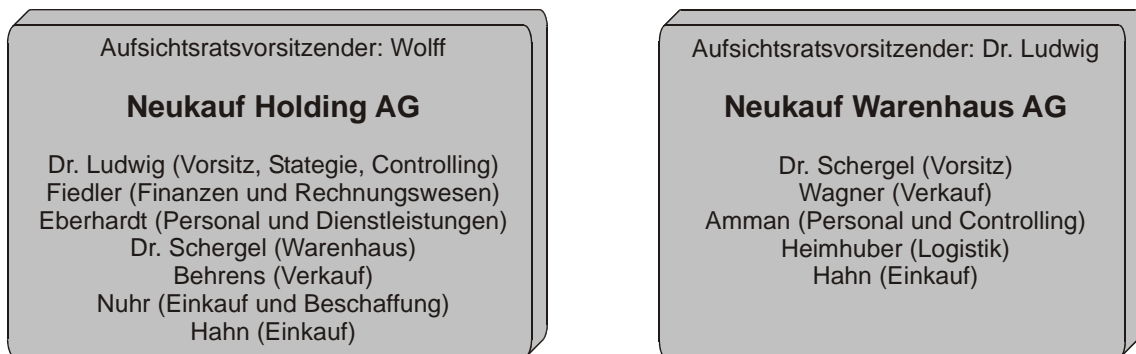 Aufsichtsratsvorsitzender: Wolff
Neukauf Holding AG
Dr. Ludwig (Vorsitz, Stategie, Controlling)
Fiedler (Finanzen und Rechnungswesen)
Eberhardt (Personal und Dienstleistungen)
Dr. Schergel (Warenhaus)
Behrens (Verkauf)
Nuhr (Einkauf und Beschaffung)
Hahn (Einkauf)
Aufsichtsratsvorsitzender: Dr. Ludwig
Neukauf Warenhaus AG
Dr. Schergel (Vorsitz)
Wagner (Verkauf)
Amman (Personal und Controlling)
Heimhuber (Logistik)
Hahn (Einkauf)